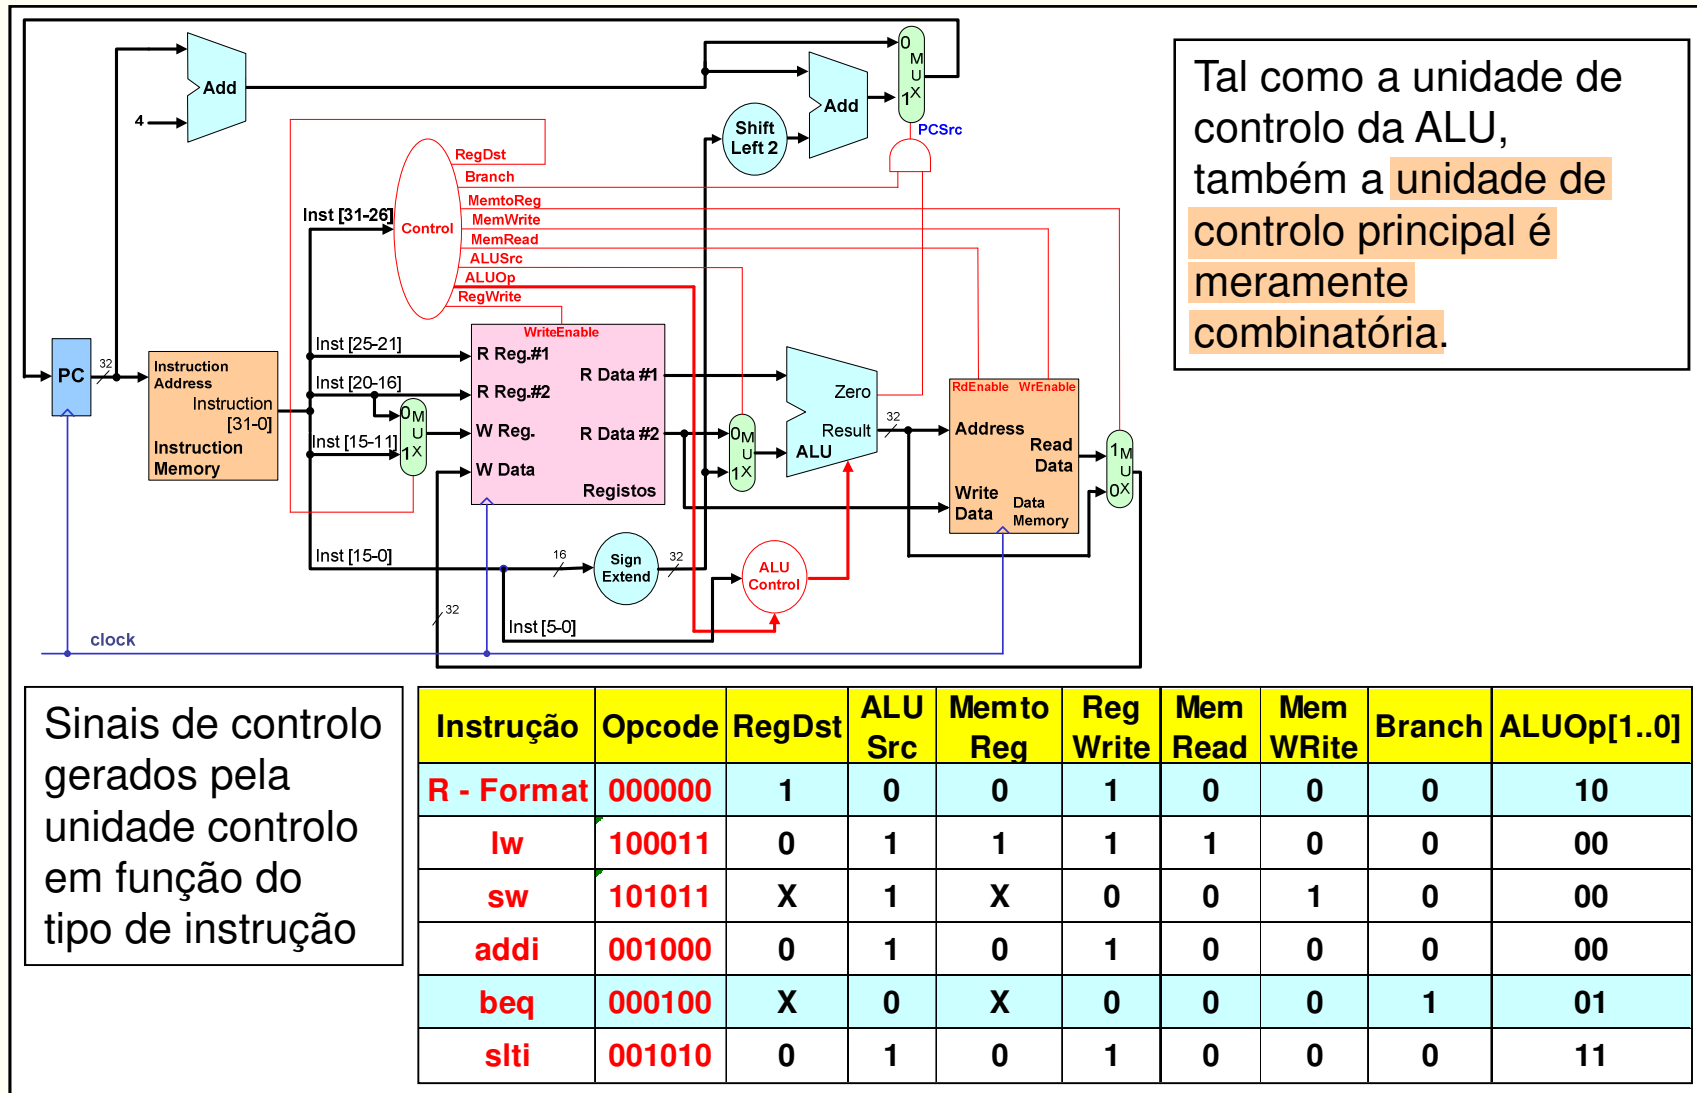 Add
4
Shift
Left 2
Add
0
M
U
X
1
PCSrc
Tal como a unidade de
controlo da ALU,
também a unidade de
controlo principal é
meramente
combinatória.
RegDst
Branch
MemtoReg
MemWrite
MemRead
ALUSrc
ALUOp
RegWrite
Control
Inst [31-26]
Inst [25-21]
Inst [20-16]
Inst [15-11]
Inst [15-0]
Inst [5-0]
PC
32
Instruction
Address
Instruction
[31-0]
Instruction
Memory
0
M
U
X
1
WriteEnable
R Reg.#1
R Reg.#2
W Reg.
W Data
R Data #1
R Data #2
Registos
0
M
U
X
1
Zero
Result
ALU
32
RdEnable WrEnable
Address
Read
Data
Write
Data
Data
Memory
1
M
U
X
0
16
Sign
Extend
32
ALU
Control
32
clock
Sinais de controlo
gerados pela
unidade controlo
em função do
tipo de instrução
Instrução Opcode RegDst ALU Src Memto Reg Reg Write Mem Read Mem WRite Branch ALUOp[1..0]
R - Format 000000 1 0 0 1 0 0 0 10
lw 100011 0 1 1 1 1 0 0 00
sw 101011 X 1 X 0 0 1 0 00
addi 001000 0 1 0 1 0 0 0 00
beq 000100 X 0 X 0 0 0 1 01
slti 001010 0 1 0 1 0 0 0 11